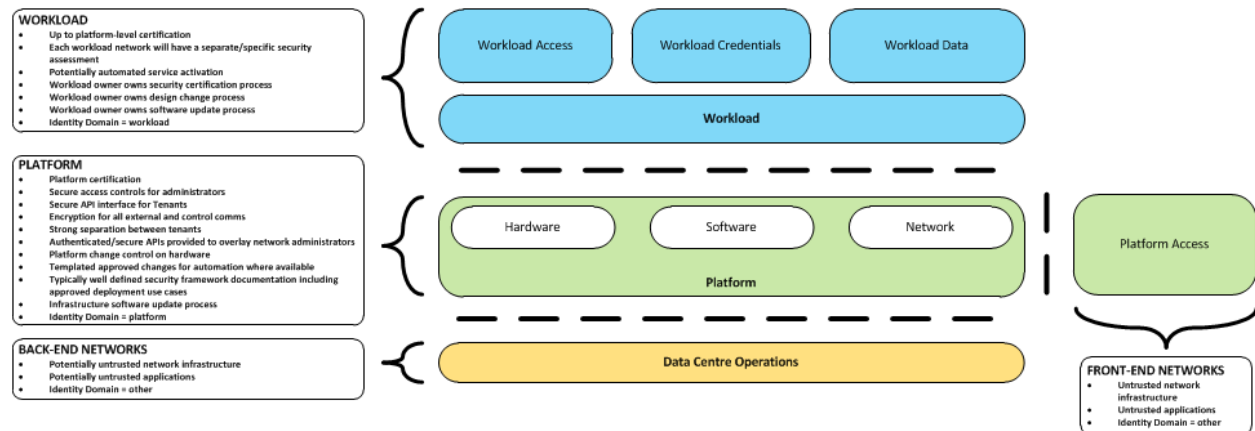 WORKLOAD
• Up to platform-level certification
• Each workload network will have a separate/specific security
assessment
• Potentially automated service activation
• Workload owner owns security certification process
• Workload owner owns design change process
• Workload owner owns software update process
• Identity Domain = workload
Workload Access
Workload Credentials
Workload Data
Workload
PLATFORM
• Platform certification
• Secure access controls for administrators
• Secure API interface for Tenants
• Encryption for all external and control comms
• Strong separation between tenants
• Authenticated/secure APIs provided to overlay network administrators
• Platform change control on hardware
• Templated approved changes for automation where available
• Typically well defined security framework documentation including
approved deployment use cases
• Infrastructure software update process
• Identity Domain = platform
Hardware
Software
Network
Platform
Platform Access
BACK-END NETWORKS
• Potentially untrusted network infrastructure
• Potentially untrusted applications
• Identity Domain = other
Data Centre Operations
FRONT-END NETWORKS
• Untrusted network
infrastructure
• Untrusted applications
• Identity Domain = other